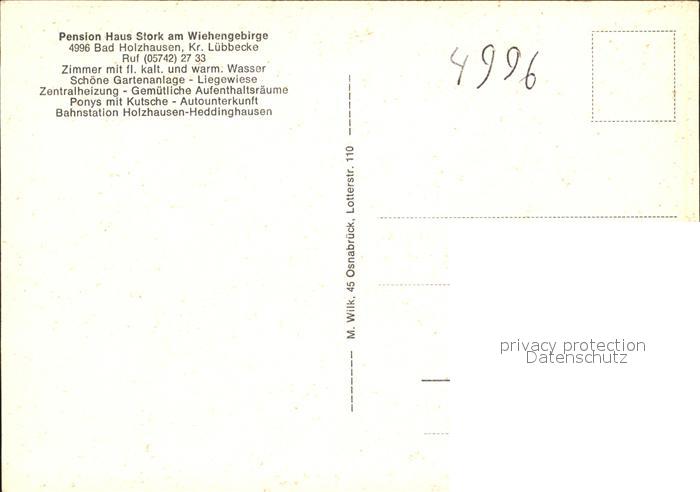 Pension Haus Stork am Wiehengebirge
4996 Bad Holzhausen, Kr. Lübbecke
Ruf (05742) 27 33
Zimmer mit fl. kalt. und warm. Wasser
Schöne Gartenanlage - Liegewiese
Zentralheizung - Gemütliche Aufenthaltsräume
Ponys mit Kutsche - Autounterkunft
Bahnstation Holzhausen-Heddinghausen
M. Wilk, 45 Osnabrück, Lotterstr. 110
4996
privacy protection
Datenschutz